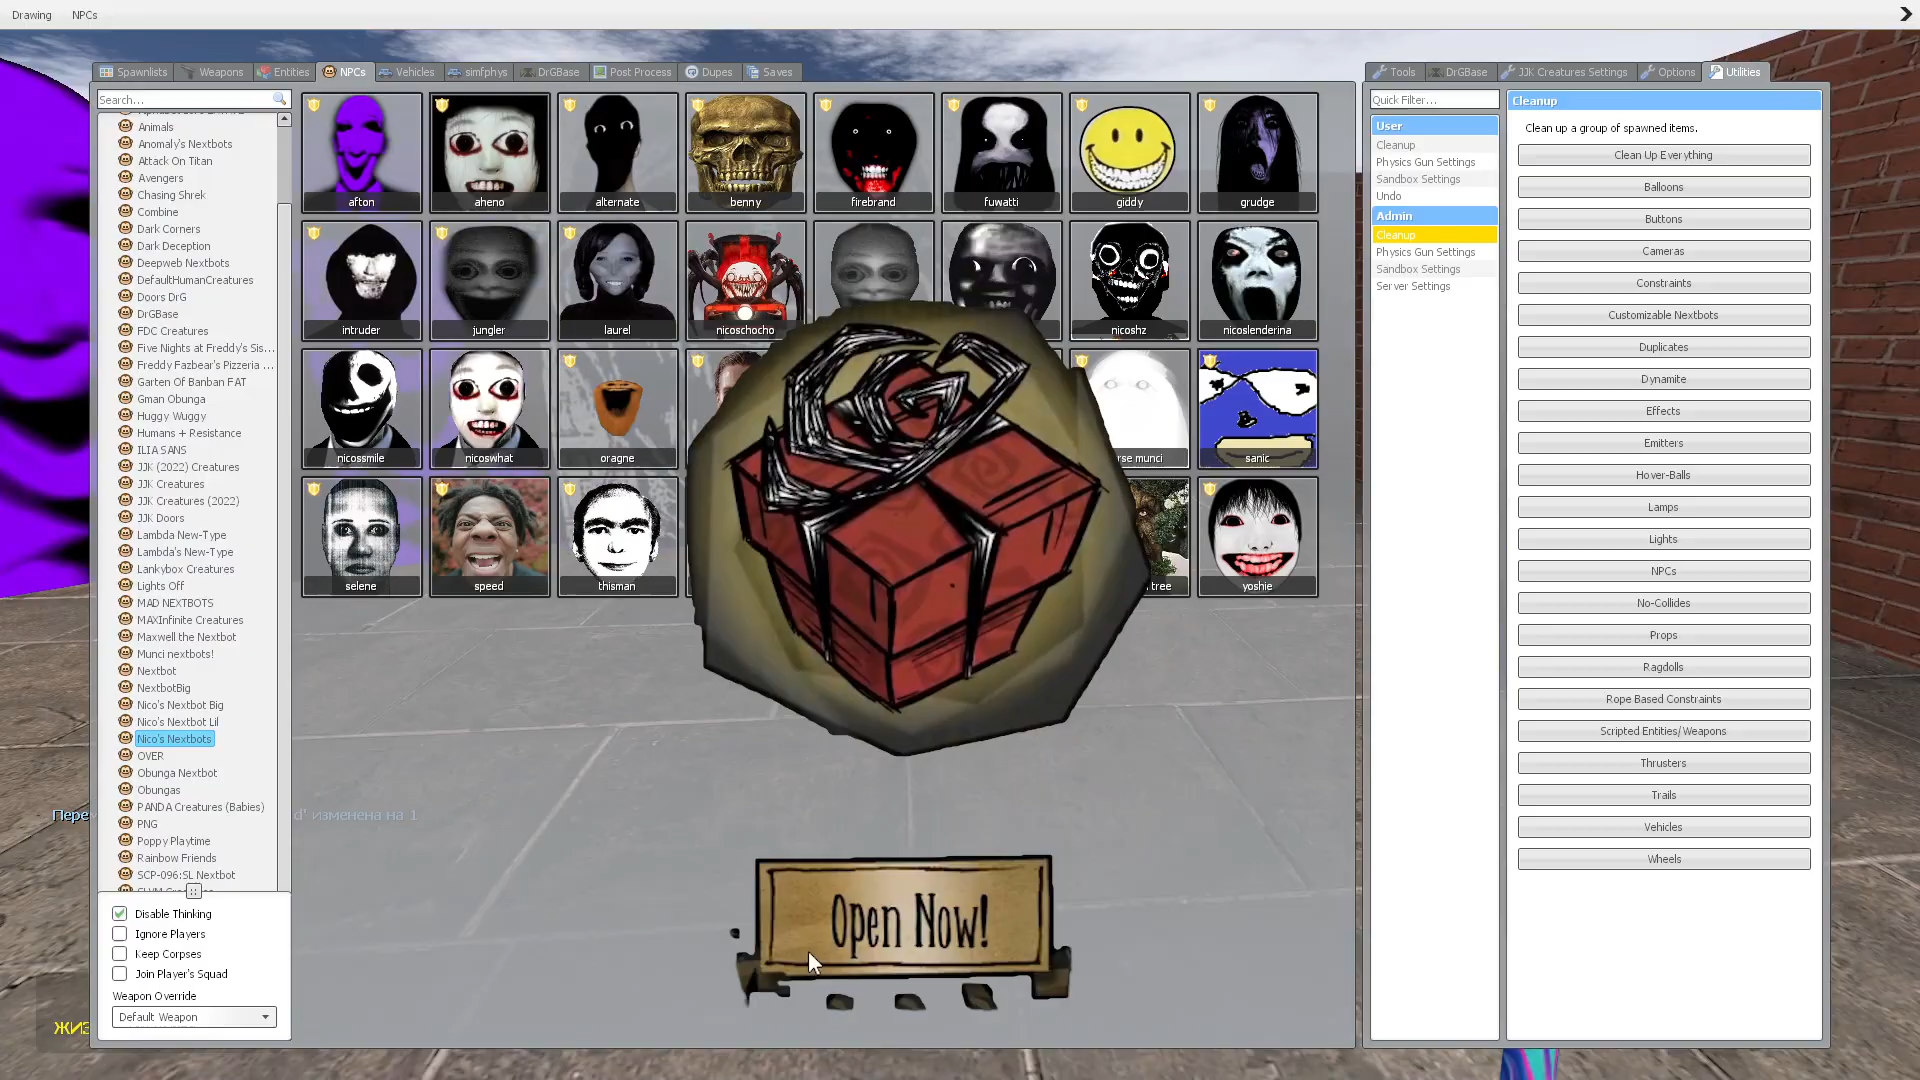 Drawing NPCs
Spawnlists Weapons Entities NPCs Vehicles simfphys DrGBase Post Process Dupes Saves
Search...
Animals
Anomaly's Nextbots
Attack On Titan
Avengers
Chasing Shrek
Combine
Dark Corners
Dark Deception
Deepweb Nextbots
DefaultHumanCreatures
Doors DrG
DrGBase
FDC Creatures
Five Nights at Freddy's Sis...
Freddy Fazbear's Pizzeria ...
Garten Of Banban FAT
Gman Obunga
Huggy Wuggy
Humans + Resistance
ILIA SANS
JJK (2022) Creatures
JJK Creatures
JJK Creatures (2022)
JJK Doors
Lambda New-Type
Lambda's New-Type
Lankybox Creatures
Lights Off
MAD NEXTBOTS
MAXInfinite Creatures
Maxwell the Nextbot
Munci nextbots!
Nextbot
NextbotBig
Nico's Nextbot Big
Nico's Nextbot Lil
Nico's Nextbots
OVER
Obunga Nextbot
Obungas
PANDA Creatures (Babies)
PNG
Poppy Playtime
Rainbow Friends
SCP-096:SL Nextbot
Disable Thinking
Ignore Players
Keep Corpses
Join Player's Squad
Weapon Override
Default Weapon
afton aheno alternate benny firebrand fuwatti giddy grudge
intruder jungler laurel nicoschocho nicoshz nicoslenderina
nicossmile nicoswhat oragne rse munci sanic
selene speed thisman tree yoshie
Open Now!
Пере
d' изменена на 1
ЖИЗ
Tools DrGBase JJK Creatures Settings Options Utilities
Quick Filter...
User
Cleanup
Physics Gun Settings
Sandbox Settings
Undo
Admin
Cleanup
Physics Gun Settings
Sandbox Settings
Server Settings
Cleanup
Clean up a group of spawned items.
Clean Up Everything
Balloons
Buttons
Cameras
Constraints
Customizable Nextbots
Duplicates
Dynamite
Effects
Emitters
Hover-Balls
Lamps
Lights
NPCs
No-Collides
Props
Ragdolls
Rope Based Constraints
Scripted Entities/Weapons
Thrusters
Trails
Vehicles
Wheels